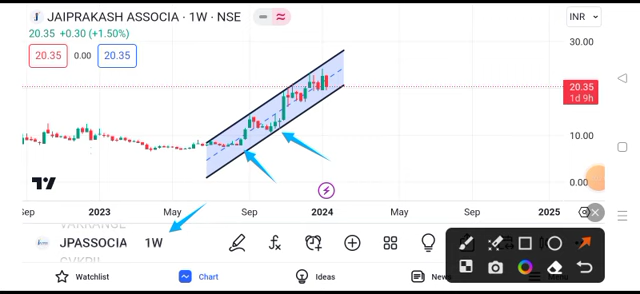 JAIPRAKASH ASSOCIA · 1W · NSE
INR
20.35 +0.30 (+1.50%)
20.35 0.00 20.35
30.00
20.35
1d 9h
10.00
0.00
Sep 2023 May Sep 2024 May Sep 2025
JPASSOCIA 1W
Watchlist Chart Ideas News